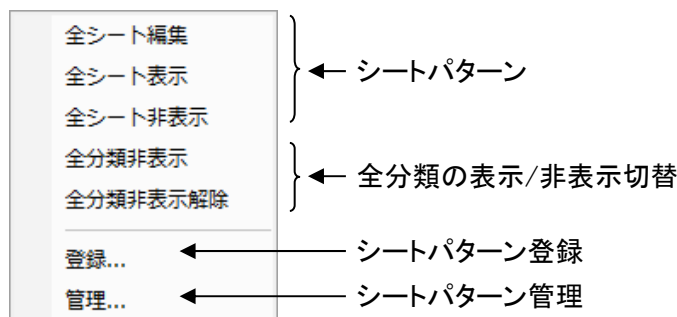 全シート編集
全シート表示
全シート非表示
シートパターン
全分類非表示
全分類非表示解除
全分類の表示/非表示切替
登録...
シートパターン登録
管理...
シートパターン管理